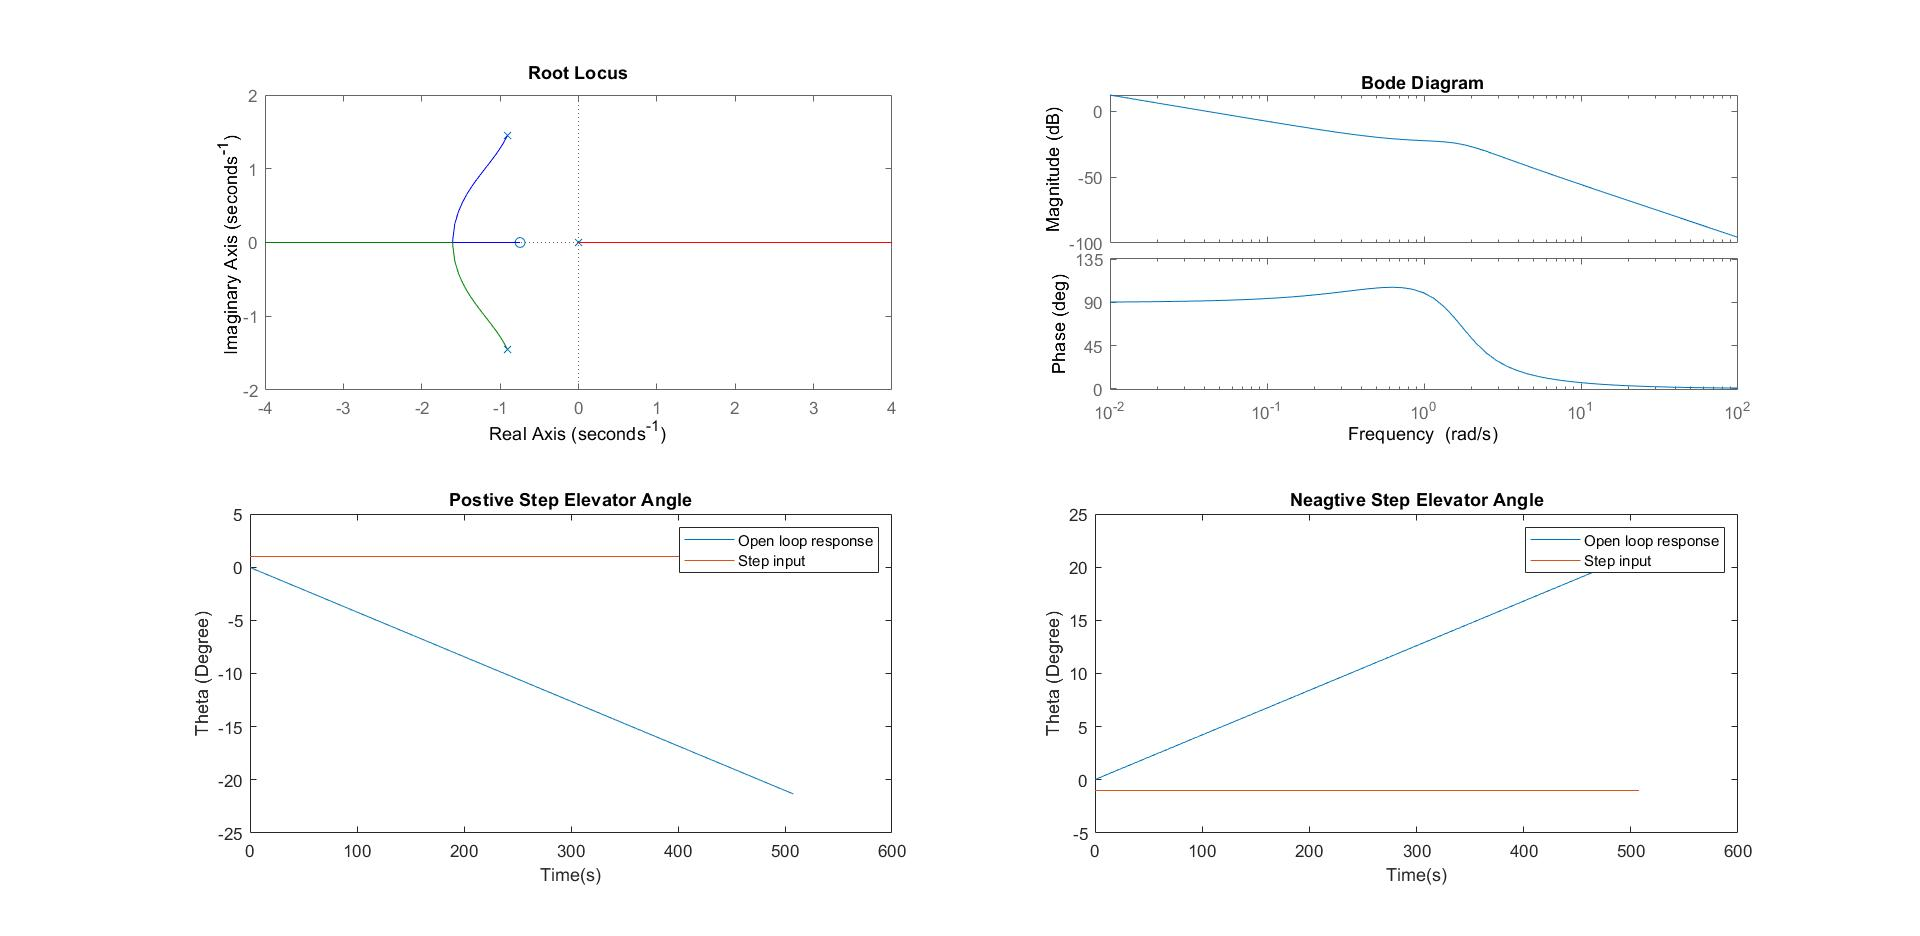 Root Locus
2
1
0
-1
-2
-4 -3 -2 -1 0 1 2 3 4
Imaginary Axis (seconds-1)
Real Axis (seconds-1)
Bode Diagram
0
-50
-100
Magnitude (dB)
135
90
45
0
Phase (deg)
10-2 10-1 100 101 102
Frequency (rad/s)
Postive Step Elevator Angle
5
0
-5
-10
-15
-20
-25
Theta (Degree)
Open loop response
Step input
0 100 200 300 400 500 600
Time(s)
Neagtive Step Elevator Angle
25
20
15
10
5
0
-5
Theta (Degree)
Open loop response
Step input
0 100 200 300 400 500 600
Time(s)